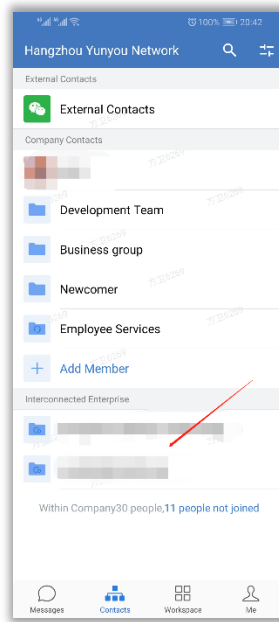 100% 20:42
Hangzhou Yunyou Network
External Contacts
External Contacts
Company Contacts
Development Team
Business group
Newcomer
Employee Services
Add Member
Interconnected Enterprise
Within Company30 people,11 people not joined
Messages
Contacts
Workspace
Me